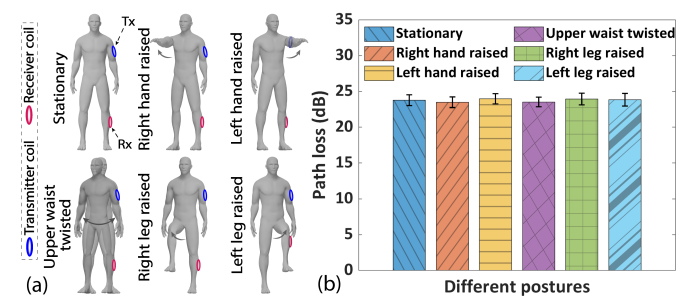 Transmitter coil
Receiver coil
Stationary
Tx
Rx
Right hand raised
Left hand raised
Upper waist
twisted
Right leg raised
Left leg raised
(a)
35
30
25
20
15
10
5
0
Path loss (dB)
Stationary
Upper waist twisted
Right hand raised
Right leg raised
Left hand raised
Left leg raised
Different postures
(b)